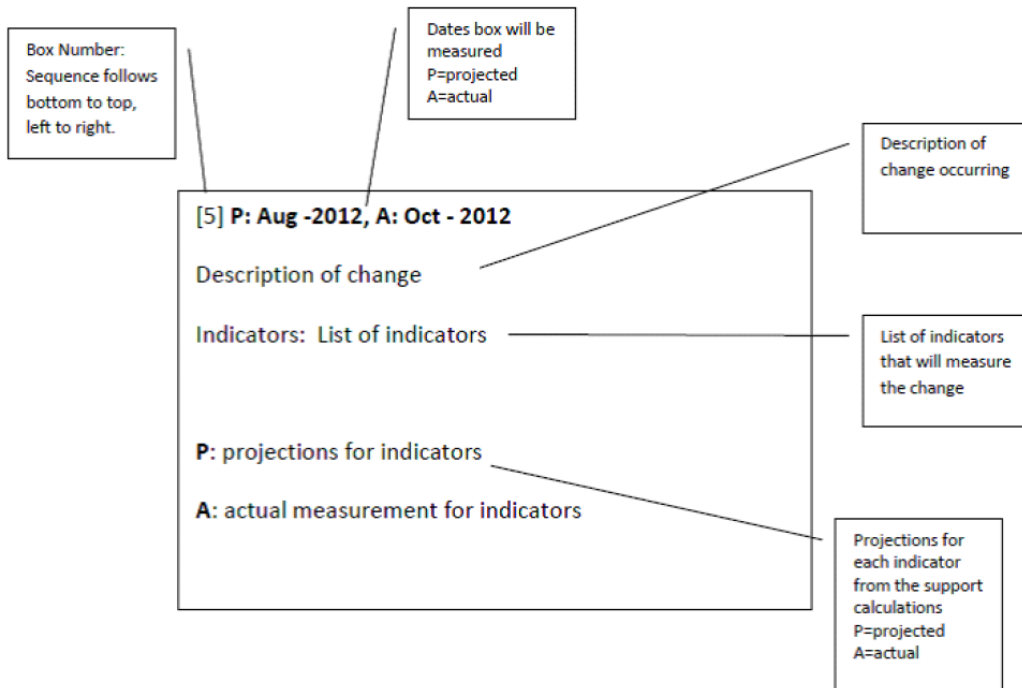 Box Number:
Sequence follows
bottom to top,
left to right.
Dates box will be
measured
P=projected
A=actual
Description of
change occurring
[5] P: Aug -2012, A: Oct - 2012
Description of change
Indicators:  List of indicators
List of indicators
that will measure
the change
P: projections for indicators
A: actual measurement for indicators
Projections for
each indicator
from the support
calculations
P=projected
A=actual